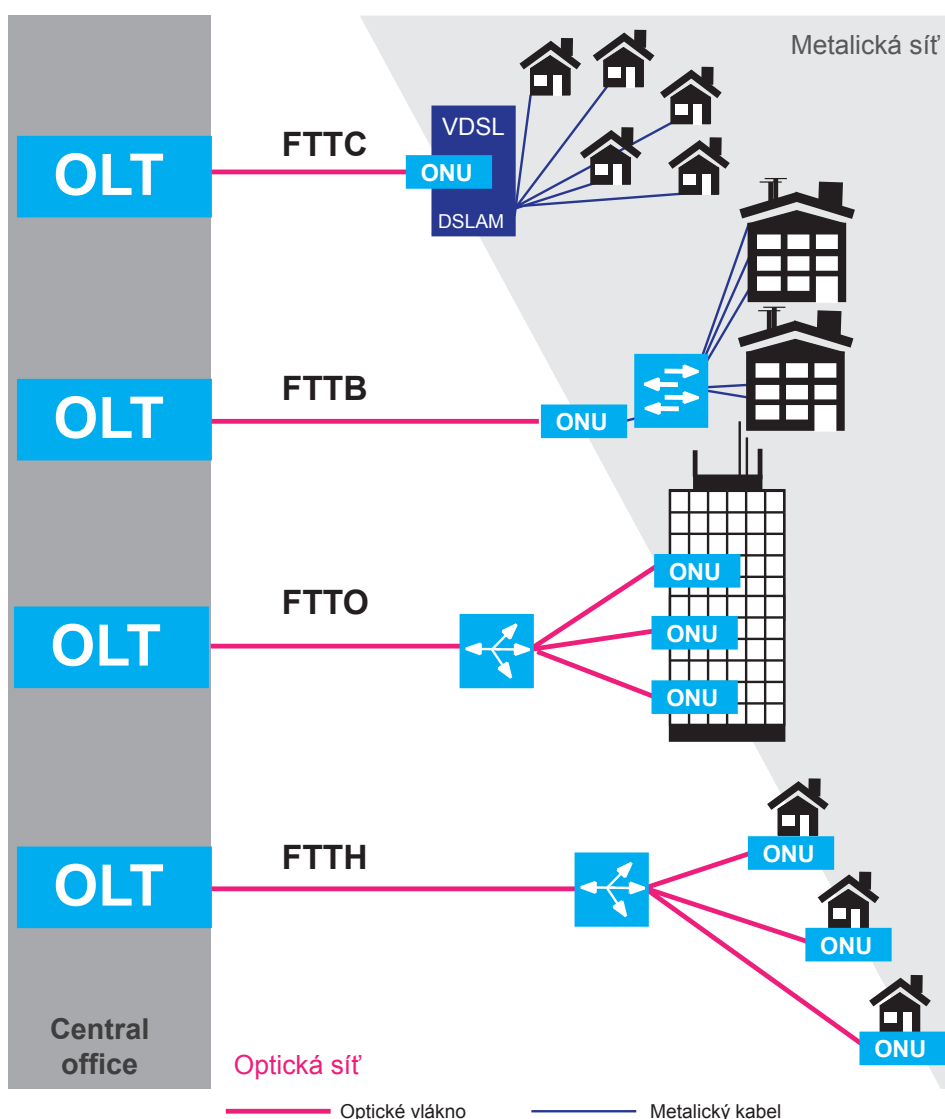 Metalická síť
OLT
FTTC
VDSL
ONU
DSLAM
OLT
FTTB
ONU
OLT
FTTO
ONU
ONU
ONU
OLT
FTTH
ONU
ONU
ONU
Central
office
Optická síť
Optické vlákno
Metalický kabel